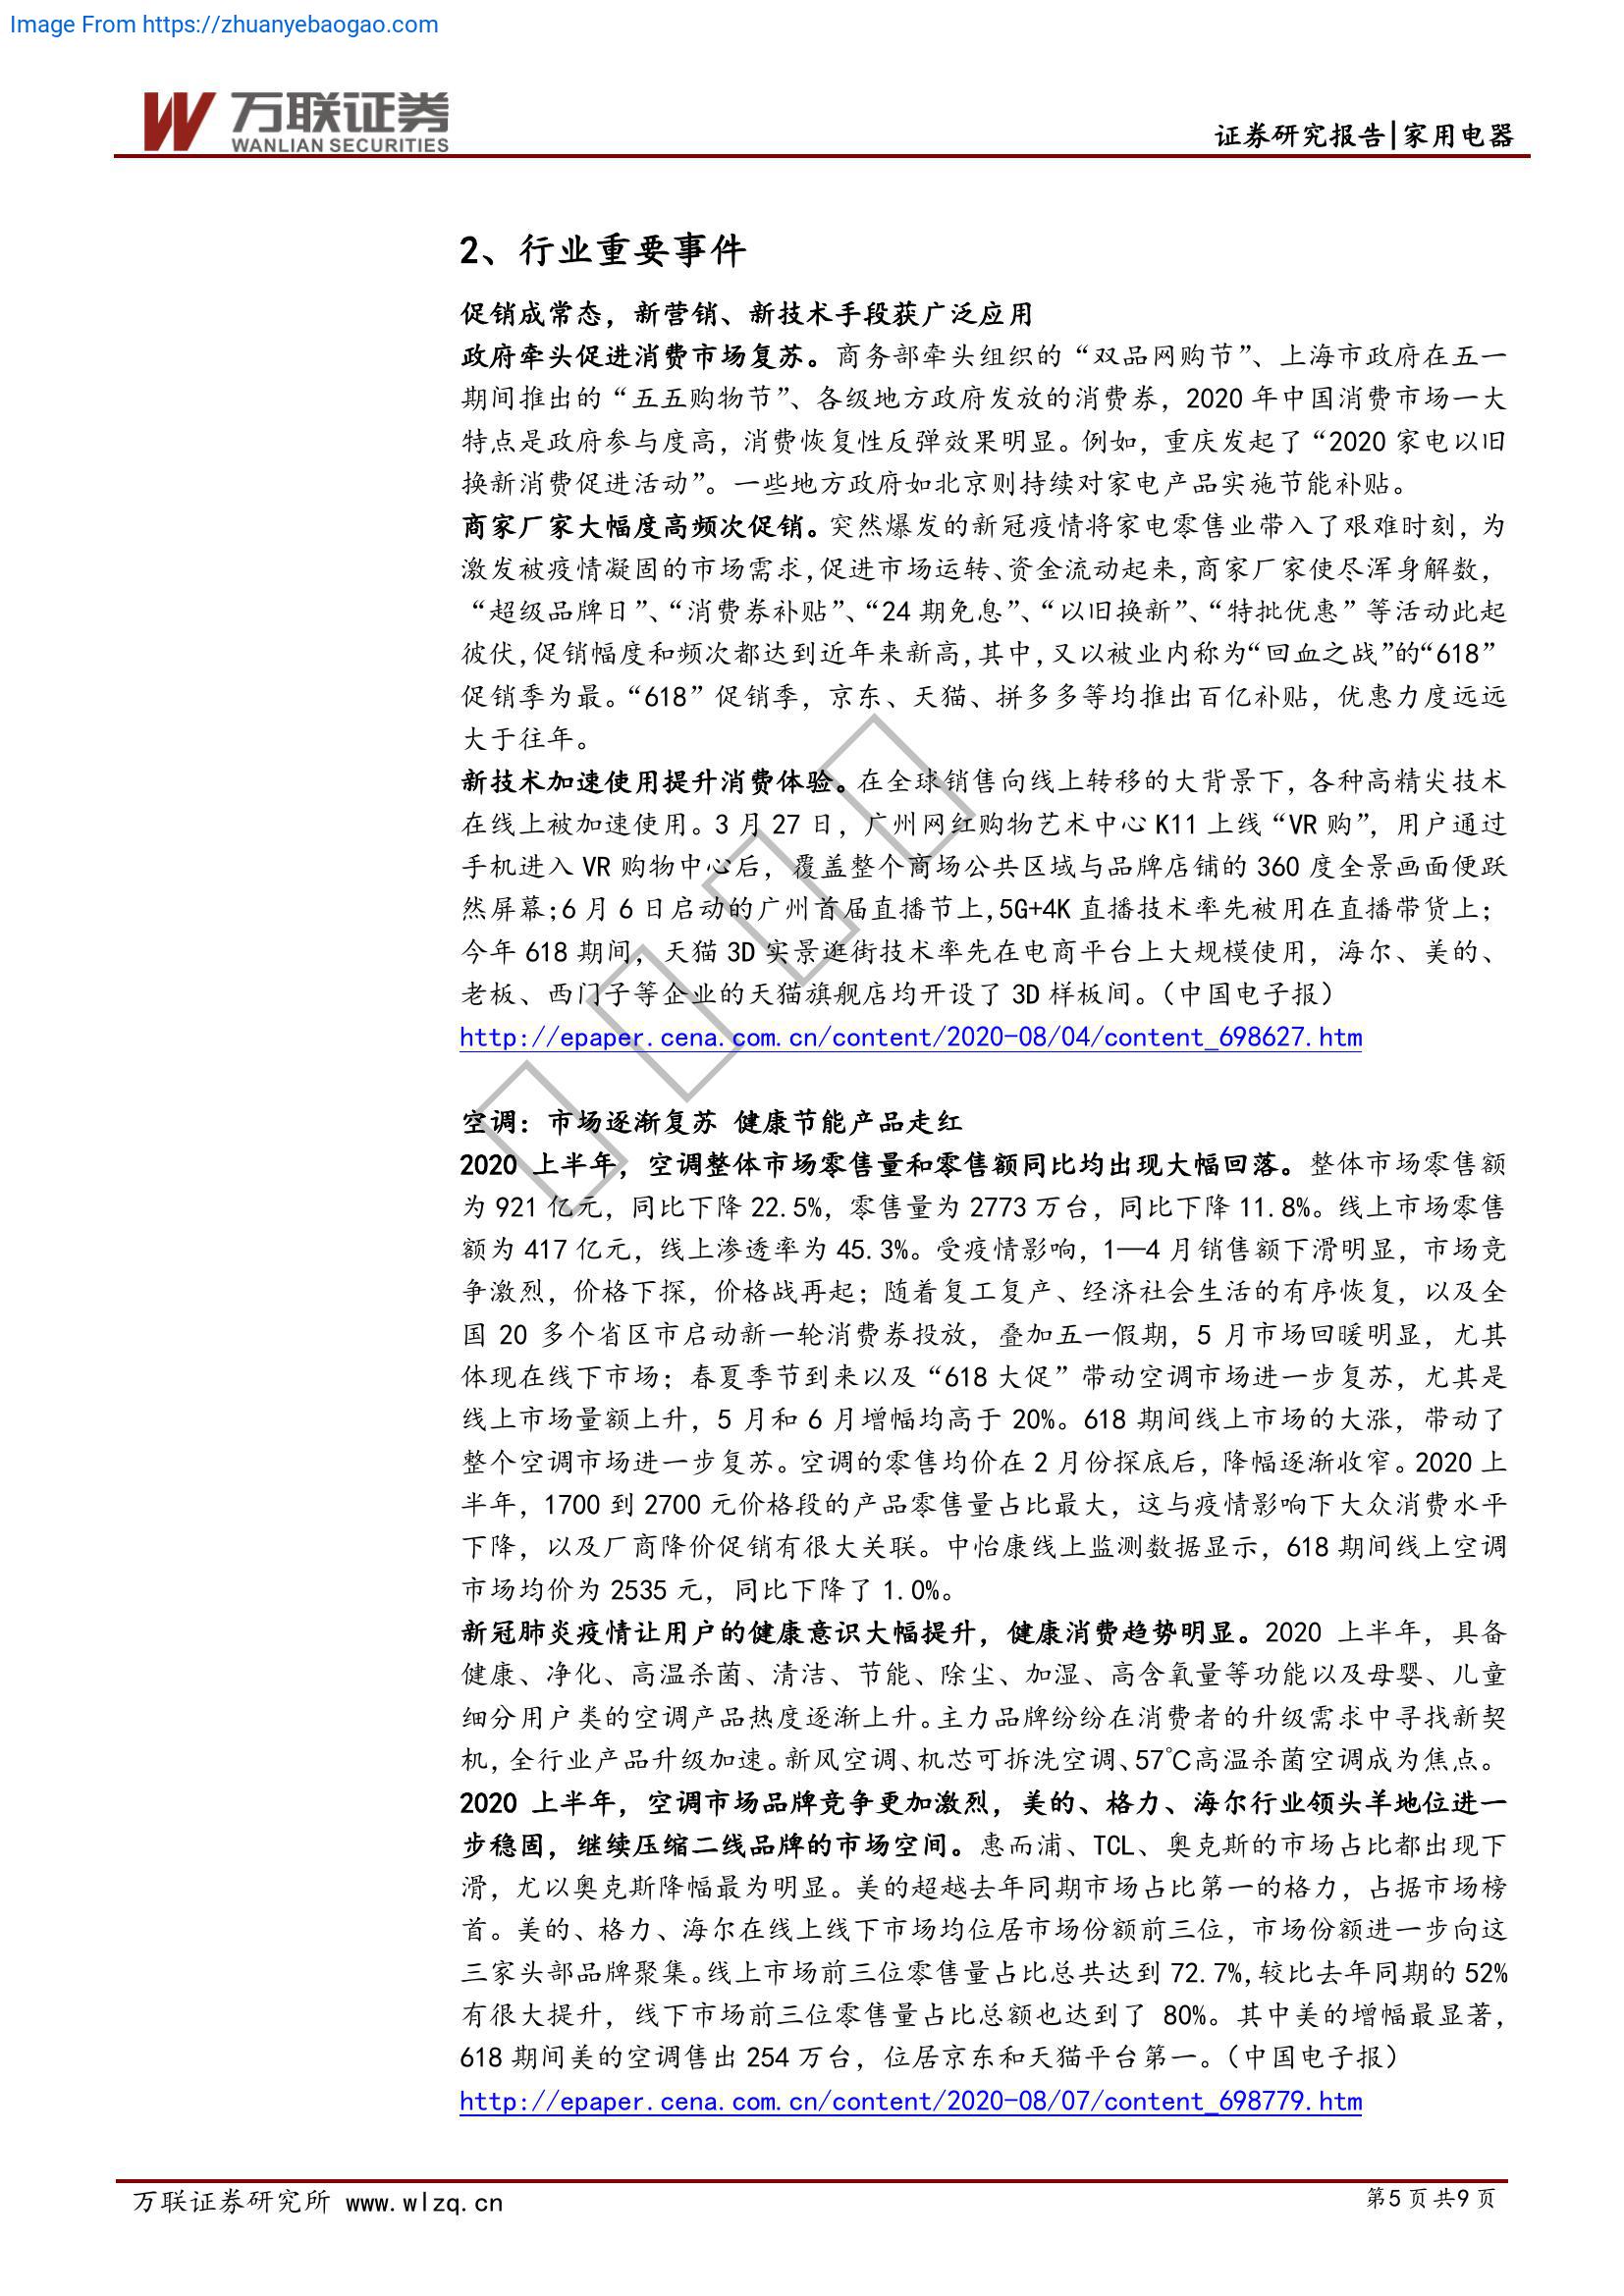 Image From https://zhuanyebaogao.com
万联证券
WANLIAN SECURITIES
证券研究报告|家用电器
2、行业重要事件
促销成常态，新营销、新技术手段获广泛应用
政府牵头促进消费市场复苏。商务部牵头组织的“双品网购节”、上海市政府在五一
期间推出的“五五购物节”、各级地方政府发放的消费券，2020 年中国消费市场一大
特点是政府参与度高，消费恢复性反弹效果明显。例如，重庆发起了“2020 家电以旧
换新消费促进活动”。一些地方政府如北京则持续对家电产品实施节能补贴。
商家厂家大幅度高频次促销。突然爆发的新冠疫情将家电零售业带入了艰难时刻，为
激发被疫情凝固的市场需求,促进市场运转、资金流动起来,商家厂家使尽浑身解数，
“超级品牌日”、“消费券补贴”、“24 期免息”、“以旧换新”、“特批优惠”等活动此起
彼伏,促销幅度和频次都达到近年来新高,其中,又以被业内称为“回血之战”的“618”
促销季为最。“618”促销季，京东、天猫、拼多多等均推出百亿补贴，优惠力度远远
大于往年。
新技术加速使用提升消费体验。在全球销售向线上转移的大背景下，各种高精尖技术
在线上被加速使用。3 月 27 日，广州网红购物艺术中心 K11 上线“VR 购”，用户通过
手机进入 VR 购物中心后，覆盖整个商场公共区域与品牌店铺的 360 度全景画面便跃
然屏幕;6 月 6 日启动的广州首届直播节上,5G+4K 直播技术率先被用在直播带货上；
今年 618 期间，天猫 3D 实景逛街技术率先在电商平台上大规模使用，海尔、美的、
老板、西门子等企业的天猫旗舰店均开设了 3D 样板间。（中国电子报）
http://epaper.cena.com.cn/content/2020-08/04/content_698627.htm
空调：市场逐渐复苏 健康节能产品走红
2020 上半年，空调整体市场零售量和零售额同比均出现大幅回落。整体市场零售额
为 921 亿元，同比下降 22.5%，零售量为 2773 万台，同比下降 11.8%。线上市场零售
额为 417 亿元，线上渗透率为 45.3%。受疫情影响，1—4 月销售额下滑明显，市场竞
争激烈，价格下探，价格战再起；随着复工复产、经济社会生活的有序恢复，以及全
国 20 多个省区市启动新一轮消费券投放，叠加五一假期，5 月市场回暖明显，尤其
体现在线下市场；春夏季节到来以及“618 大促”带动空调市场进一步复苏，尤其是
线上市场量额上升，5 月和 6 月增幅均高于 20%。618 期间线上市场的大涨，带动了
整个空调市场进一步复苏。空调的零售均价在 2 月份探底后，降幅逐渐收窄。2020 上
半年，1700 到 2700 元价格段的产品零售量占比最大，这与疫情影响下大众消费水平
下降，以及厂商降价促销有很大关联。中怡康线上监测数据显示，618 期间线上空调
市场均价为 2535 元，同比下降了 1.0%。
新冠肺炎疫情让用户的健康意识大幅提升，健康消费趋势明显。2020 上半年，具备
健康、净化、高温杀菌、清洁、节能、除尘、加湿、高含氧量等功能以及母婴、儿童
细分用户类的空调产品热度逐渐上升。主力品牌纷纷在消费者的升级需求中寻找新契
机，全行业产品升级加速。新风空调、机芯可拆洗空调、57℃高温杀菌空调成为焦点。
2020 上半年，空调市场品牌竞争更加激烈，美的、格力、海尔行业领头羊地位进一
步稳固，继续压缩二线品牌的市场空间。惠而浦、TCL、奥克斯的市场占比都出现下
滑，尤以奥克斯降幅最为明显。美的超越去年同期市场占比第一的格力，占据市场榜
首。美的、格力、海尔在线上线下市场均位居市场份额前三位，市场份额进一步向这
三家头部品牌聚集。线上市场前三位零售量占比总共达到 72.7%,较比去年同期的 52%
有很大提升，线下市场前三位零售量占比总额也达到了 80%。其中美的增幅最显著，
618 期间美的空调售出 254 万台，位居京东和天猫平台第一。（中国电子报）
http://epaper.cena.com.cn/content/2020-08/07/content_698779.htm
万联证券研究所 www.wlzq.cn
第5页共9页